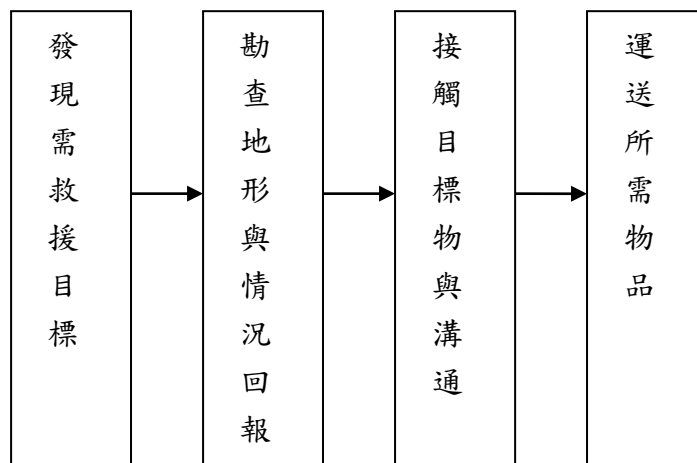 發現需救援目標
勘查地形與情況回報
接觸目標物與溝通
運送所需物品